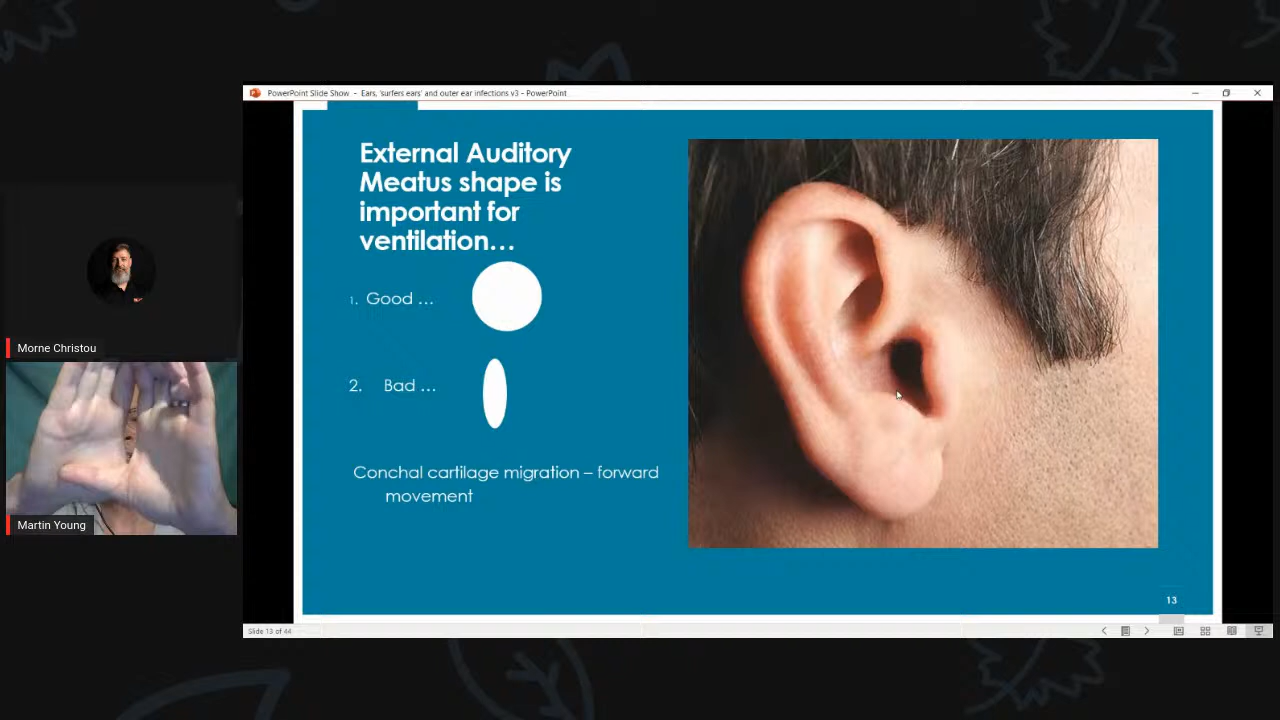 PowerPoint Slide Show - Ears, 'surfers ears' and outer ear infections v3 - PowerPoint
External Auditory
Meatus shape is
important for
ventilation…
1. Good …
2. Bad …
Conchal cartilage migration – forward
movement
13
Slide 13 of 44
Morne Christou
Martin Young